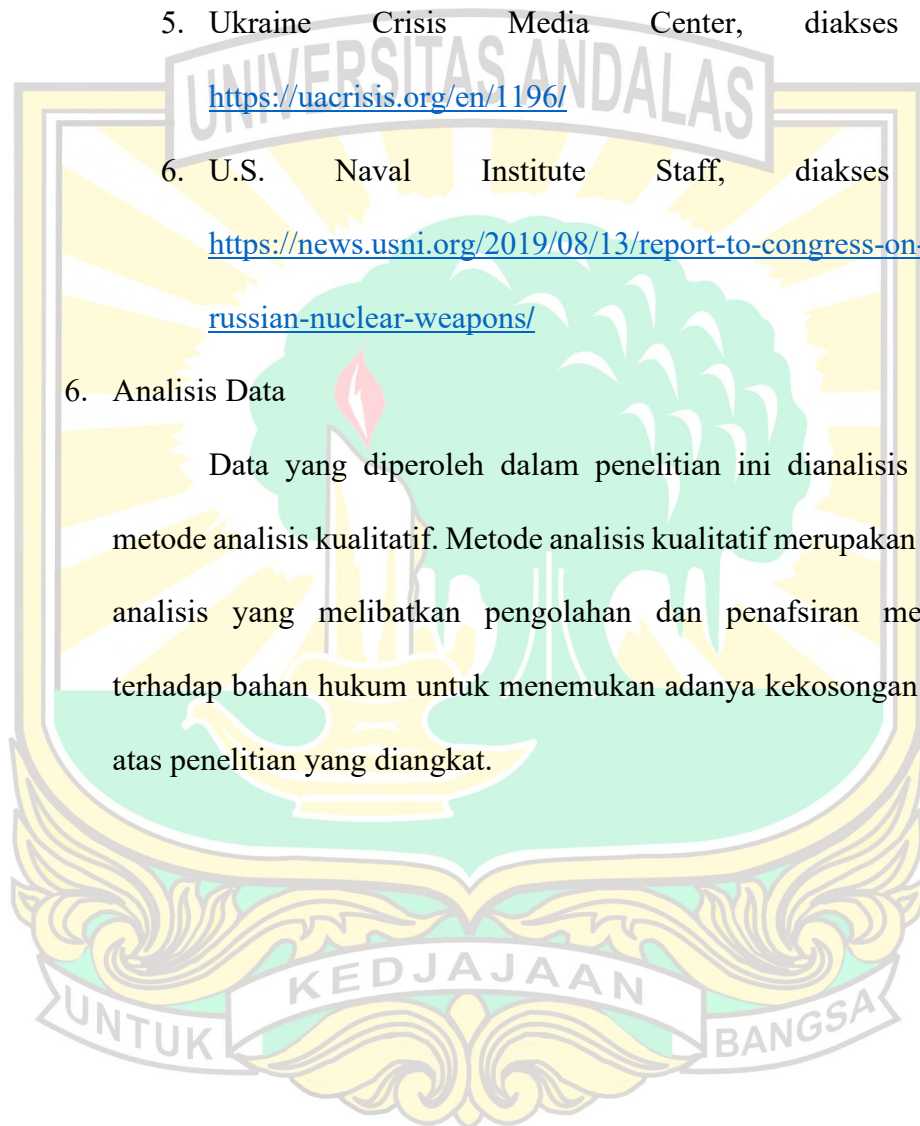 5. Ukraine Crisis Media Center, diakses
UNIVERSITAS ANDALAS
https://uacrisis.org/en/1196/
6. U.S. Naval Institute Staff, diakses
https://news.usni.org/2019/08/13/report-to-congress-on-
russian-nuclear-weapons/
6. Analisis Data
Data yang diperoleh dalam penelitian ini dianalisis
metode analisis kualitatif. Metode analisis kualitatif merupakan
analisis yang melibatkan pengolahan dan penafsiran me
terhadap bahan hukum untuk menemukan adanya kekosongan
atas penelitian yang diangkat.
UNTUK KEDJAJAAN BANGSA